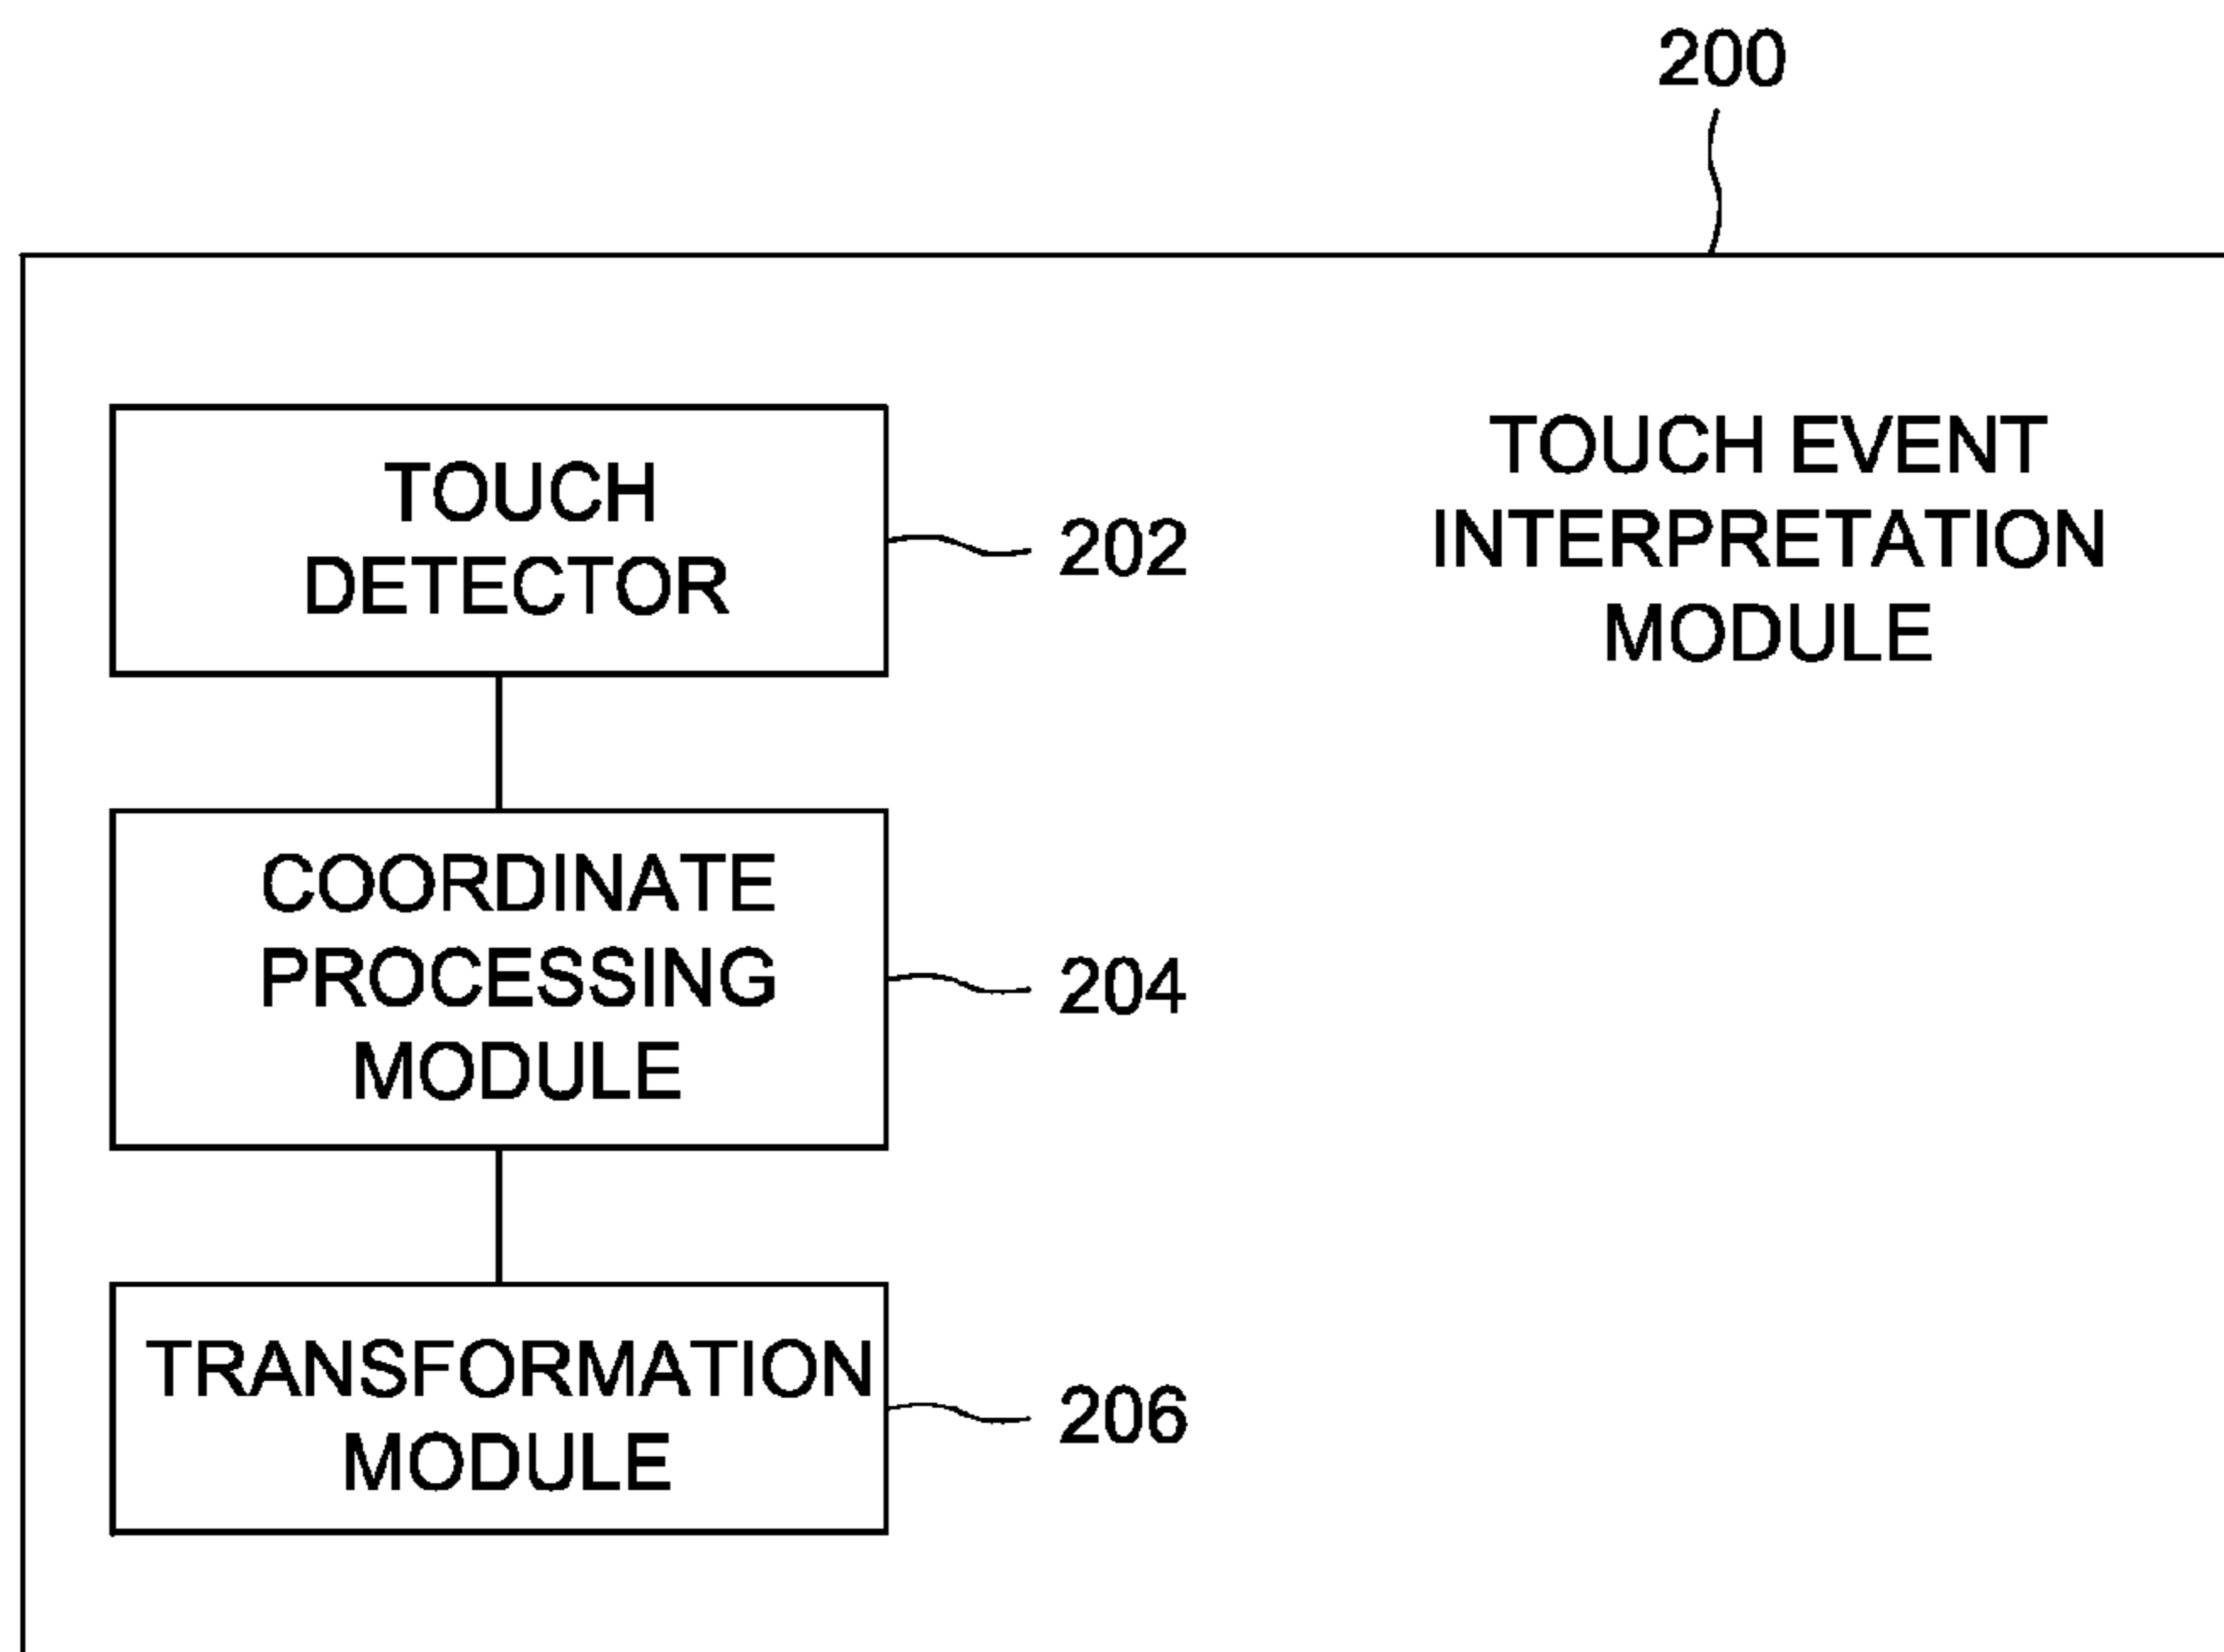 200
TOUCH
DETECTOR
202
TOUCH EVENT
INTERPRETATION
MODULE
COORDINATE
PROCESSING
MODULE
204
TRANSFORMATION
MODULE
206